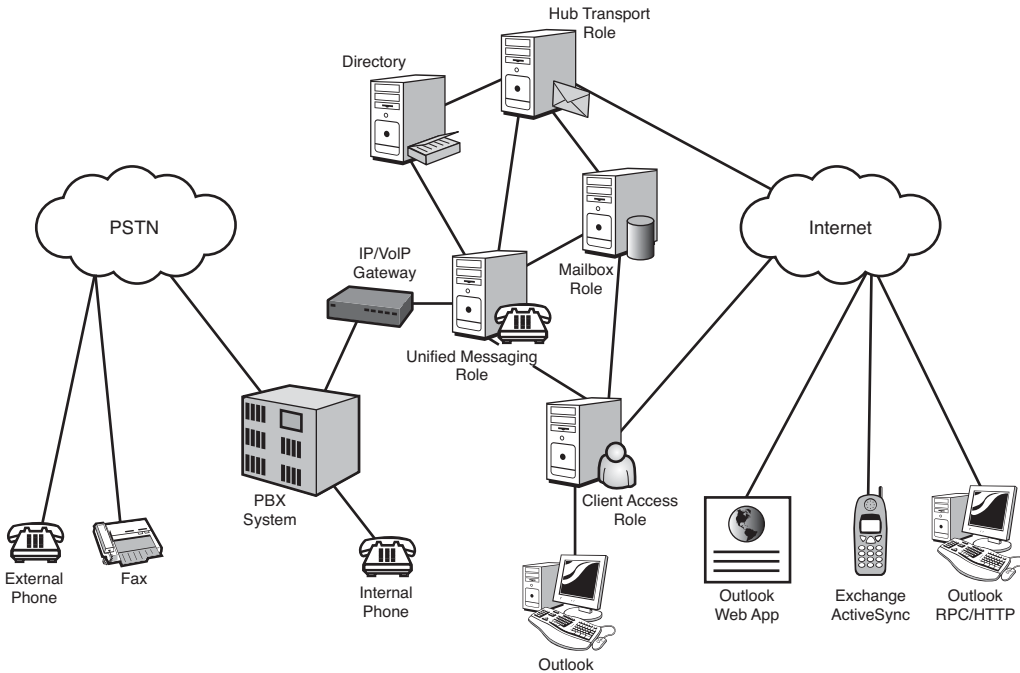 Hub Transport
Role
Directory
PSTN
Internet
IP/VoIP
Gateway
Mailbox
Role
Unified Messaging
Role
PBX
System
Client Access
Role
External
Phone
Fax
Internal
Phone
Outlook
Outlook
Web App
Exchange
ActiveSync
Outlook
RPC/HTTP